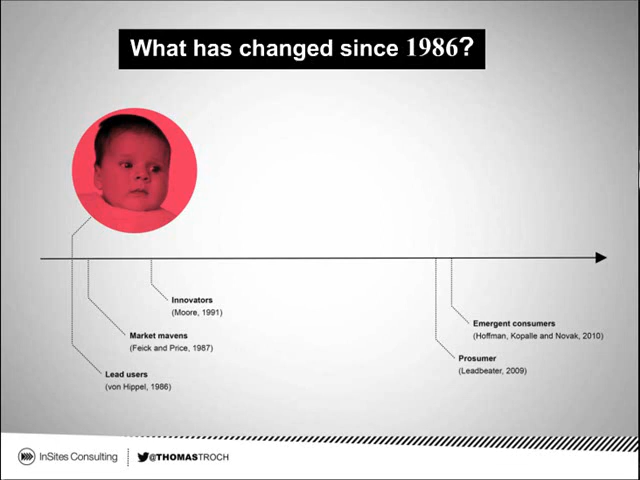 What has changed since 1986?
Innovators
(Moore, 1991)
Market mavens
(Feick and Price, 1987)
Lead users
(von Hippel, 1986)
Emergent consumers
(Hoffman, Kopalle and Novak, 2010)
Prosumer
(Leadbeater, 2009)
InSites Consulting
@THOMASTROCH